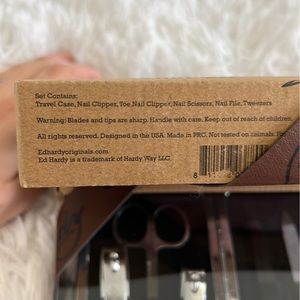 Set Contains:
Travel Case, Nail Clipper, Toe Nail Clipper, Nail Scissors, Nail File, Tweezers
Warning: Blades and tips are sharp. Handle with care. Keep out of reach of children.
All rights reserved. Designed in the USA. Made in PRC. Not tested on animals.
Edhardyoriginals.com
Ed Hardy is a trademark of Hardy Way LLC.